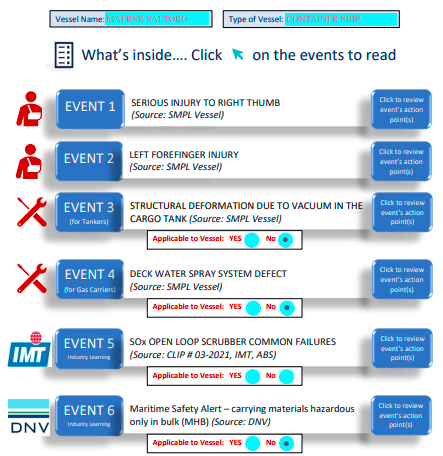 Vessel Name: MAERSK SALTORO Type of Vessel: CONTAINER SHIP
What's inside.... Click on the events to read
EVENT 1
SERIOUS INJURY TO RIGHT THUMB
(Source: SMPL Vessel)
Click to review
event's action
point(s)
EVENT 2
LEFT FOREFINGER INJURY
(Source: SMPL Vessel)
Click to review
event's action
point(s)
EVENT 3
(for Tankers)
STRUCTURAL DEFORMATION DUE TO VACUUM IN THE
CARGO TANK (Source: SMPL Vessel)
Click to review
event's action
point(s)
Applicable to Vessel: YES No
EVENT 4
(for Gas Carriers)
DECK WATER SPRAY SYSTEM DEFECT
(Source: SMPL Vessel)
Click to review
event's action
point(s)
Applicable to Vessel: YES No
IMT
EVENT 5
Industry Learning
SOx OPEN LOOP SCRUBBER COMMON FAILURES
(Source: CLIP # 03-2021, IMT, ABS)
Click to review
event's action
point(s)
Applicable to Vessel: YES No
DNV
EVENT 6
Industry Learning
Maritime Safety Alert – carrying materials hazardous
only in bulk (MHB) (Source: DNV)
Click to review
event's action
point(s)
Applicable to Vessel: YES No